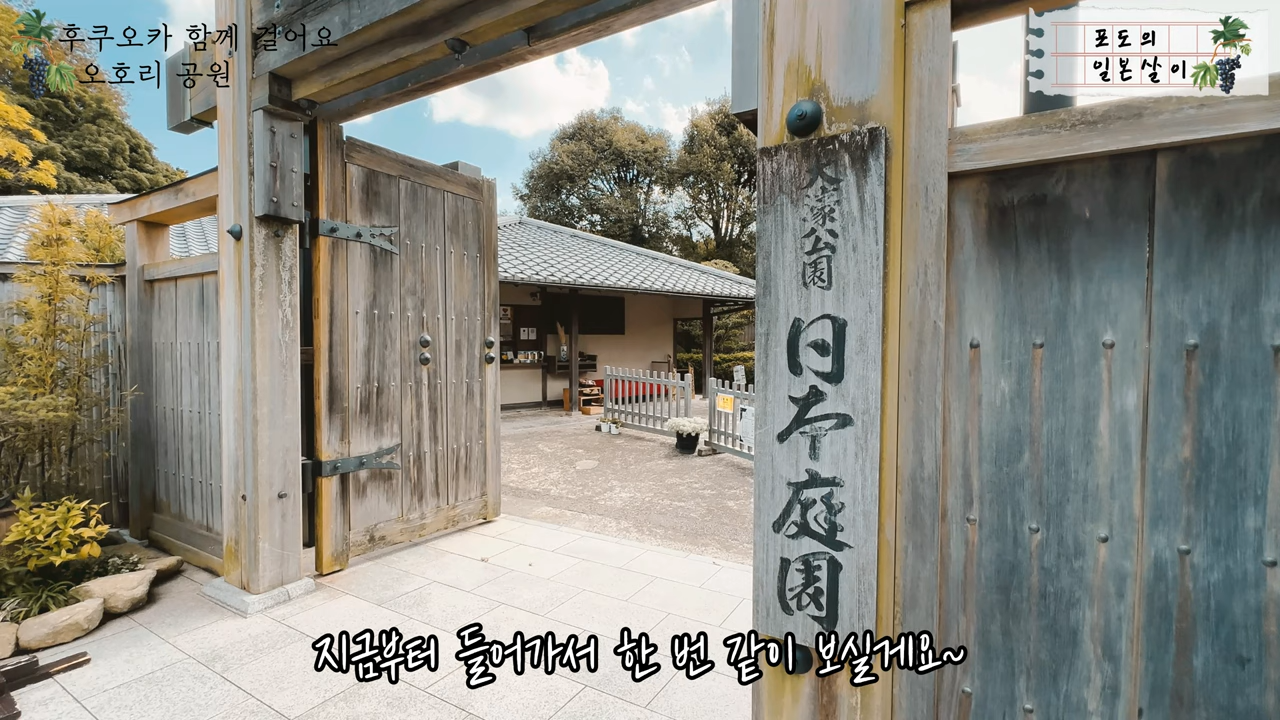 후쿠오카 함께 걸어요
오호리 공원
포도의
일본살이
大濠公園
日本庭園
지금부터 들어가서 한 번 같이 보실게요~